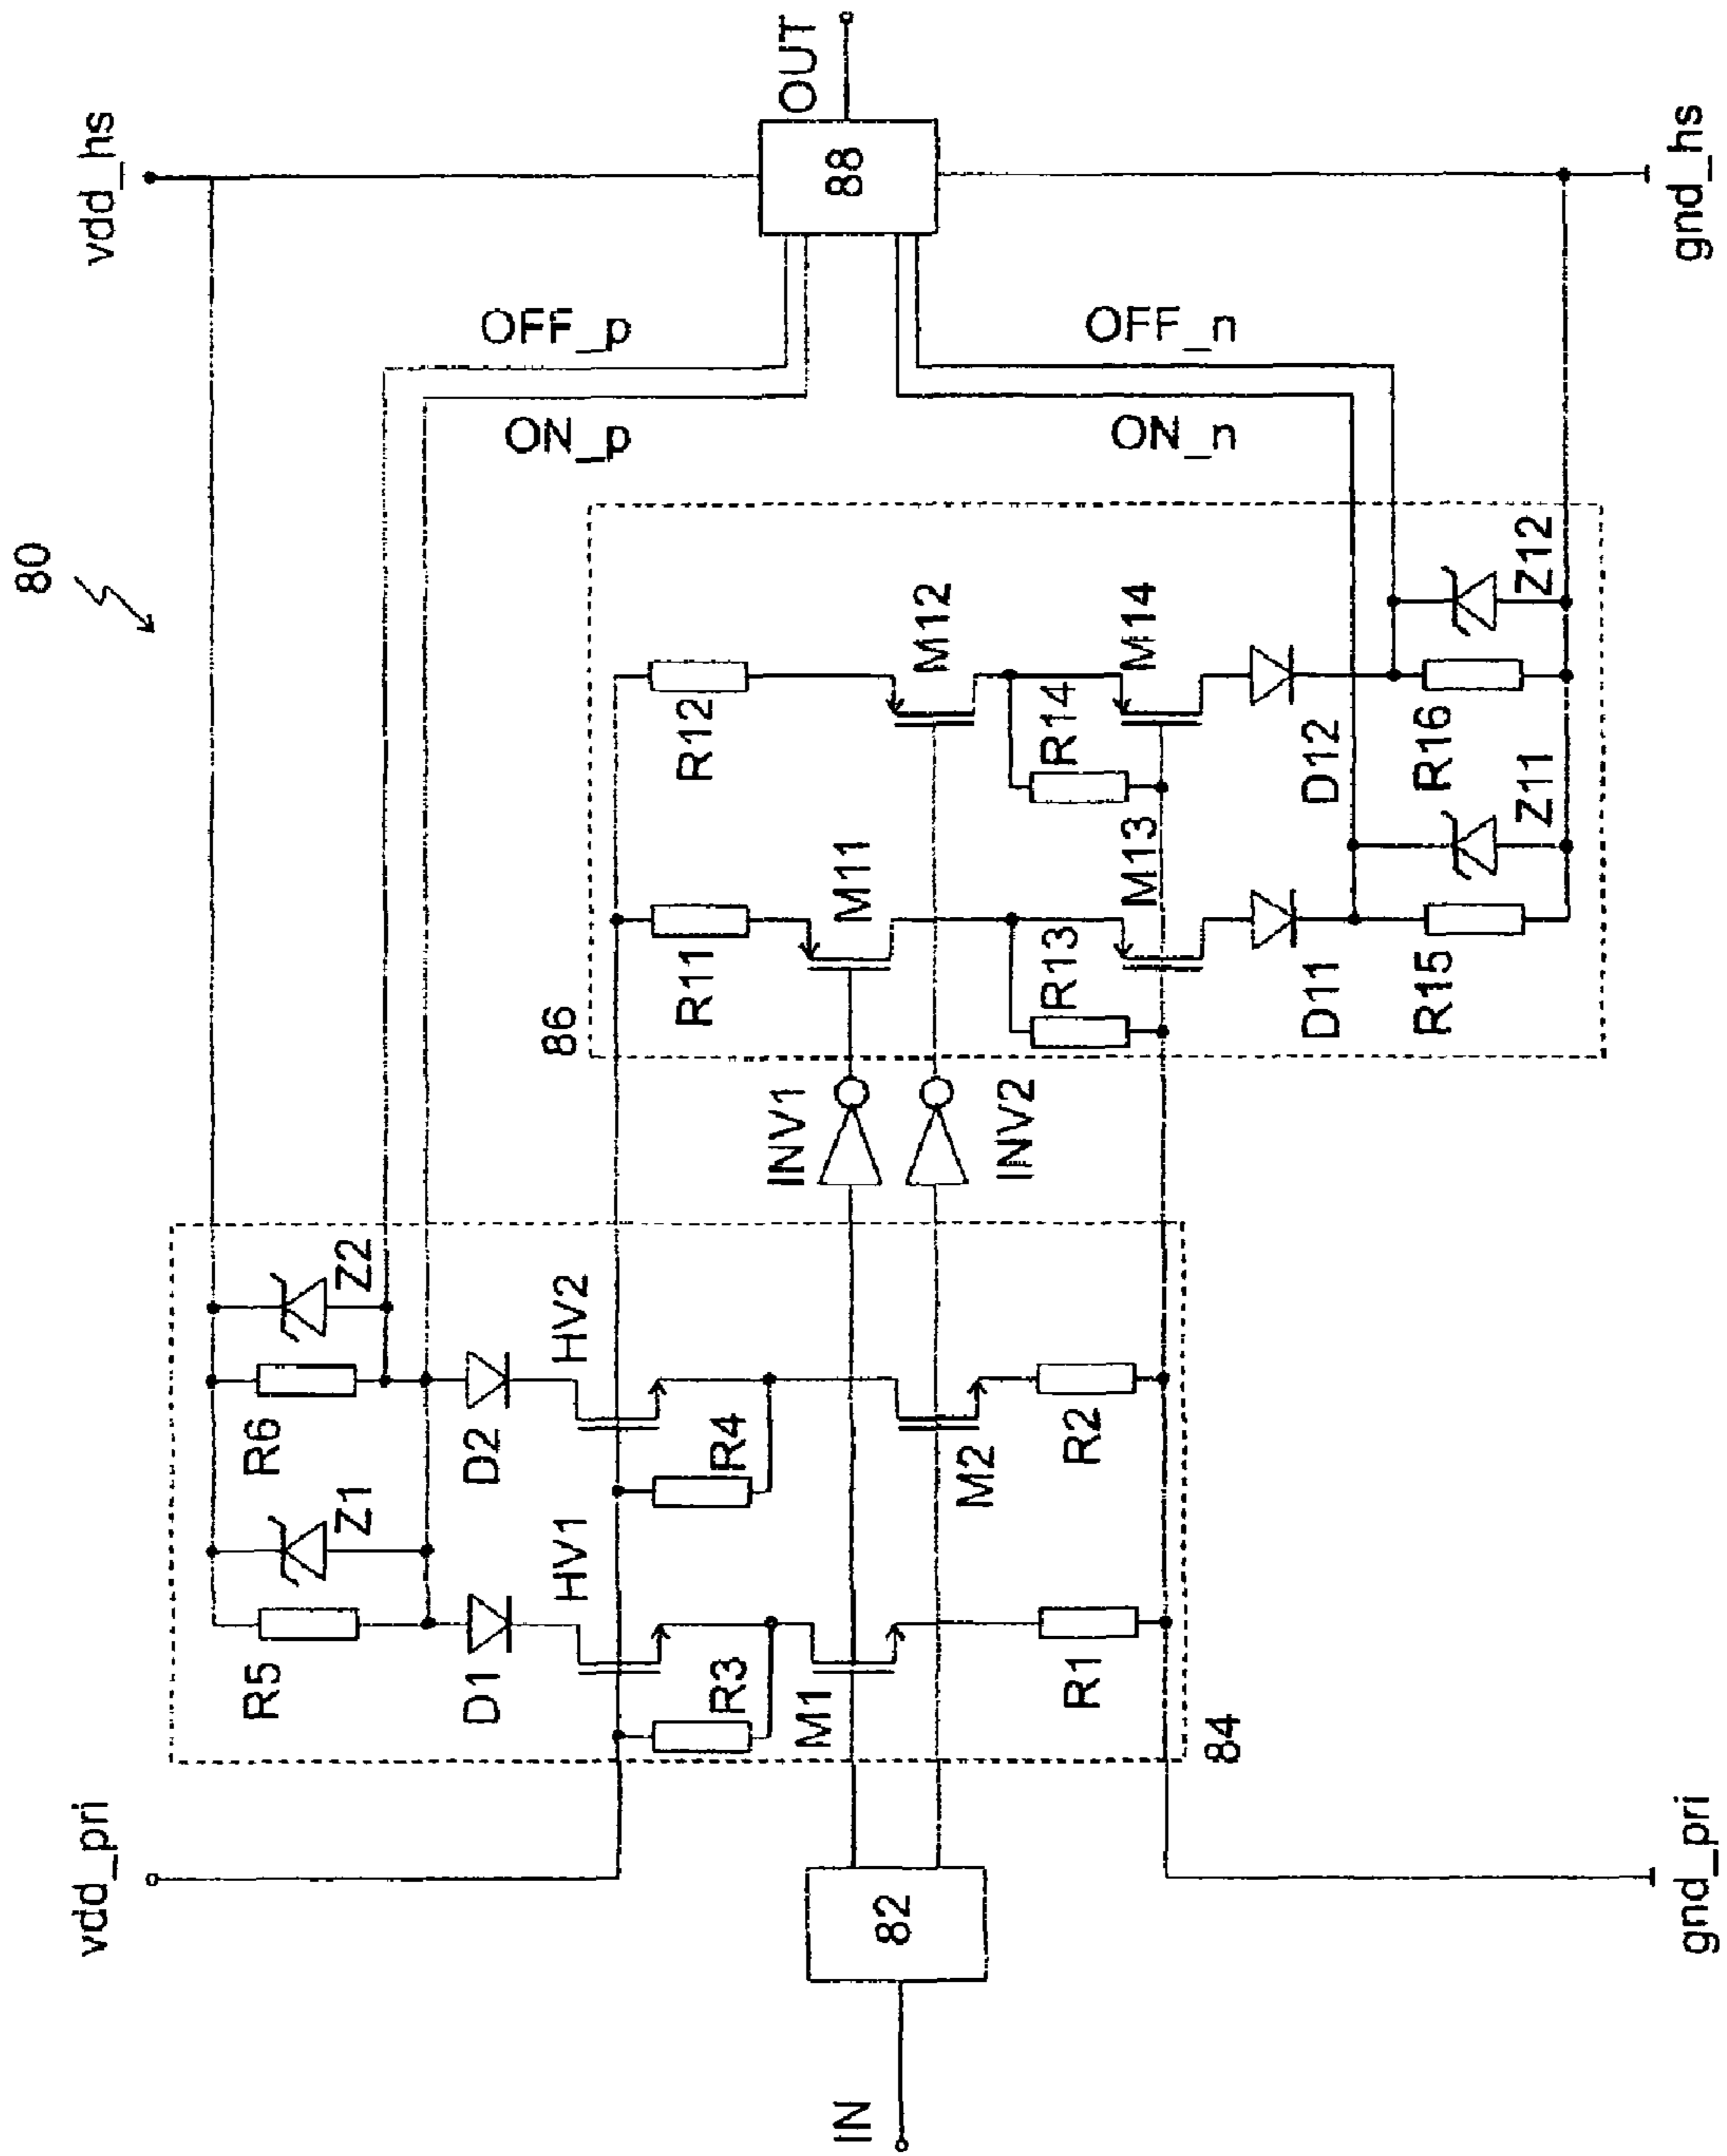 80
vdd_pri
vdd_hs
R5
Z1
R6
Z2
D1
D2
HV1
HV2
R3
R4
M1
M2
R1
R2
84
OFF_p
ON_p
OUT
88
IN
82
INV1
INV2
86
R11
R12
M11
M12
R13
R14
M13
M14
D11
D12
R15
Z11
R16
Z12
ON_n
OFF_n
gnd_pri
gnd_hs